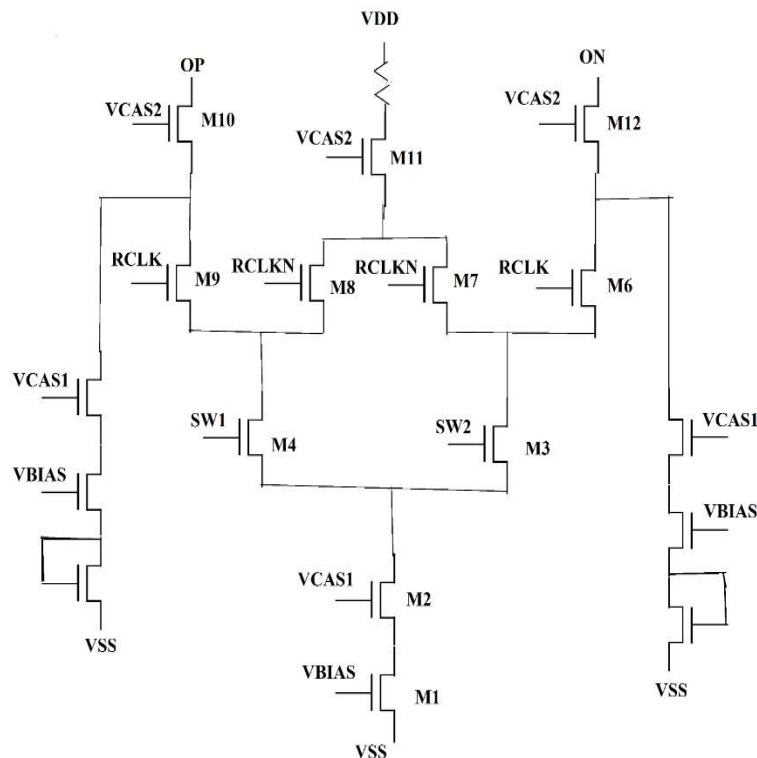 VDD
OP
ON
VCAS2
M10
VCAS2
M12
VCAS2
M11
RCLK
M9
RCLKN
M8
RCLKN
M7
RCLK
M6
VCAS1
SW1
M4
SW2
M3
VCAS1
VBIAS
VBIAS
VCAS1
M2
VSS
VBIAS
M1
VSS
VSS